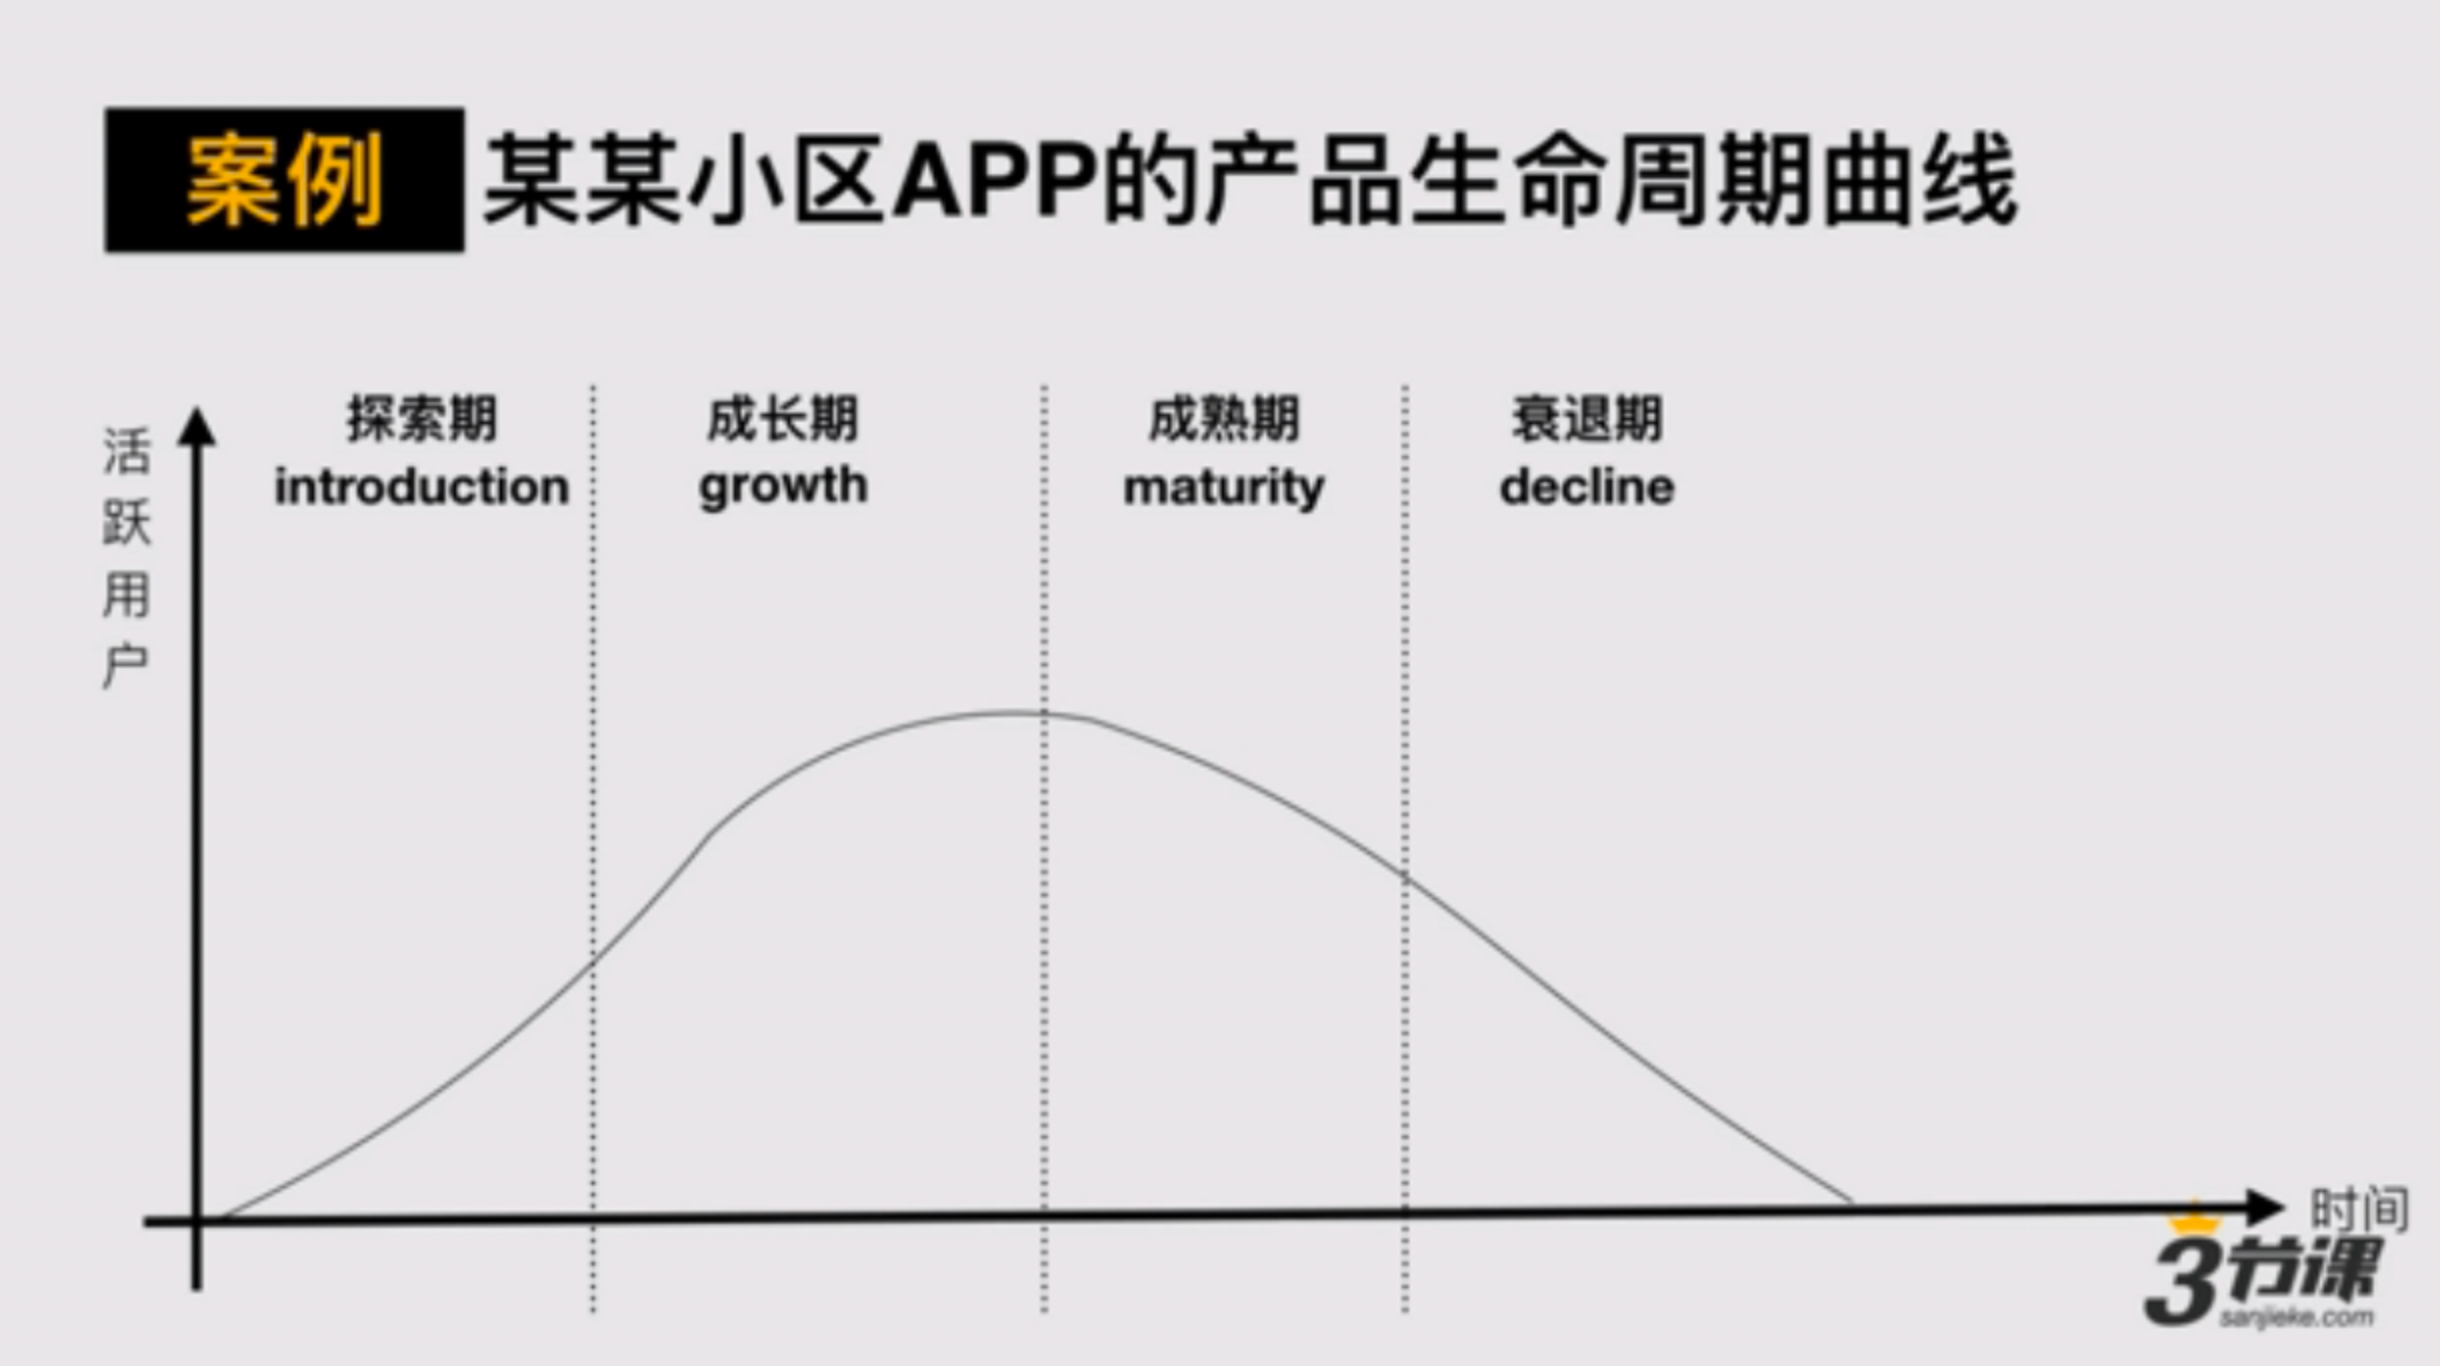 案例 某某小区APP的产品生命周期曲线
活跃用户
探索期
introduction
成长期
growth
成熟期
maturity
衰退期
decline
时间
3节课
sanjieke.com